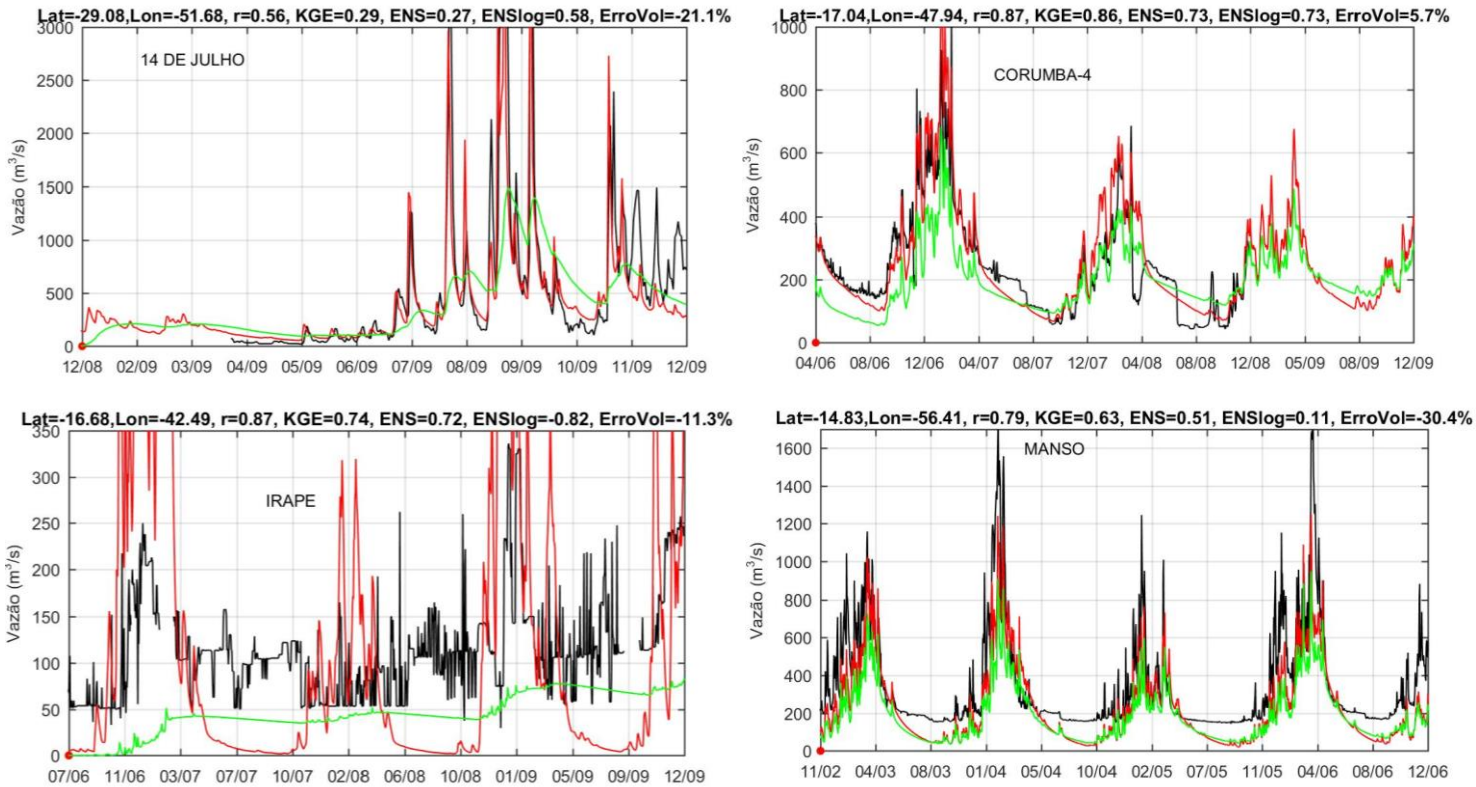 Lat=-29.08,Lon=-51.68, r=0.56, KGE=0.29, ENS=0.27, ENSlog=0.58, ErroVol=-21.1%
3000
2500
2000
1500
1000
500
0
Vazão (m³/s)
14 DE JULHO
12/08 02/09 03/09 04/09 05/09 06/09 07/09 08/09 09/09 10/09 11/09 12/09
Lat=-17.04,Lon=-47.94, r=0.87, KGE=0.86, ENS=0.73, ENSlog=0.73, ErroVol=5.7%
1000
800
600
400
200
0
Vazão (m³/s)
CORUMBA-4
04/06 08/06 12/06 04/07 08/07 12/07 04/08 08/08 12/08 05/09 08/09 12/09
Lat=-16.68,Lon=-42.49, r=0.87, KGE=0.74, ENS=0.72, ENSlog=-0.82, ErroVol=-11.3%
350
300
250
200
150
100
50
0
Vazão (m³/s)
IRAPE
07/06 11/06 03/07 07/07 10/07 02/08 06/08 10/08 01/09 05/09 09/09 12/09
Lat=-14.83,Lon=-56.41, r=0.79, KGE=0.63, ENS=0.51, ENSlog=0.11, ErroVol=-30.4%
1600
1400
1200
1000
800
600
400
200
0
Vazão (m³/s)
MANSO
11/02 04/03 08/03 01/04 05/04 10/04 02/05 07/05 11/05 04/06 08/06 12/06